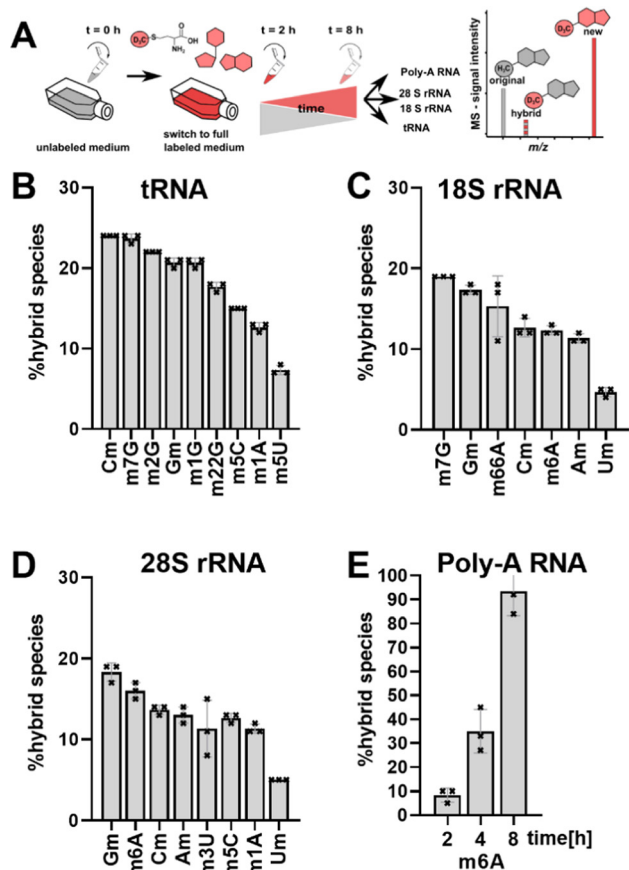 A
t = 0 h
t = 2 h
t = 8 h
D3C
S
O
OH
NH2
unlabeled medium
switch to full
labeled medium
time
Poly-A RNA
28 S rRNA
18 S rRNA
tRNA
MS - signal intensity
H3C
original
D3C
hybrid
D3C
new
m/z
B
tRNA
%hybrid species
30
20
10
0
Cm
m7G
m2G
Gm
m1G
m22G
m5C
m1A
m5U
C
18S rRNA
%hybrid species
30
20
10
0
m7G
Gm
m66A
Cm
m6A
Am
Um
D
28S rRNA
%hybrid species
30
20
10
0
Gm
m6A
Cm
Am
m3U
m5C
m1A
Um
E
Poly-A RNA
%hybrid species
100
90
80
70
60
50
40
30
20
10
0
2 4 8 time[h]
m6A